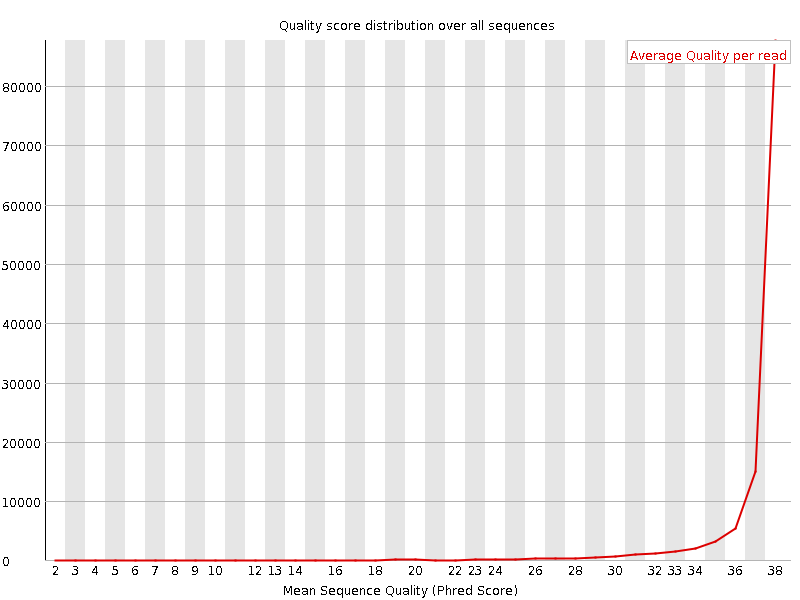 Quality score distribution over all sequences
Average Quality per read
80000
70000
60000
50000
40000
30000
20000
10000
0
2 3 4 5 6 7 8 9 10 12 13 14 16 18 20 22 23 24 26 28 30 32 33 34 36 38
Mean Sequence Quality (Phred Score)